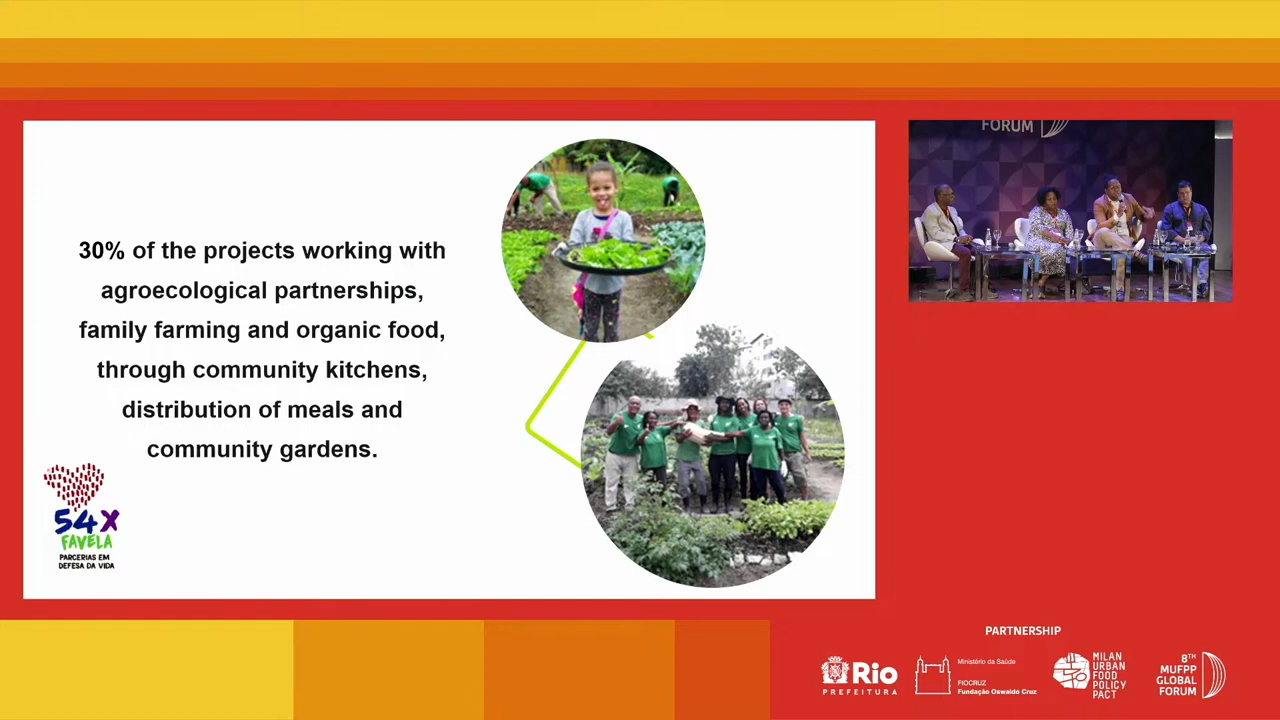 30% of the projects working with
agroecological partnerships,
family farming and organic food,
through community kitchens,
distribution of meals and
community gardens.
54X
FAVELA
PARCERIAS EM
DEFESA DA VIDA
FORUM
PARTNERSHIP
Rio
PREFEITURA
Ministério da Saúde
FIOCRUZ
Fundação Oswaldo Cruz
MILAN
URBAN
FOOD
POLICY
PACT
8TH
MUFPP
GLOBAL
FORUM